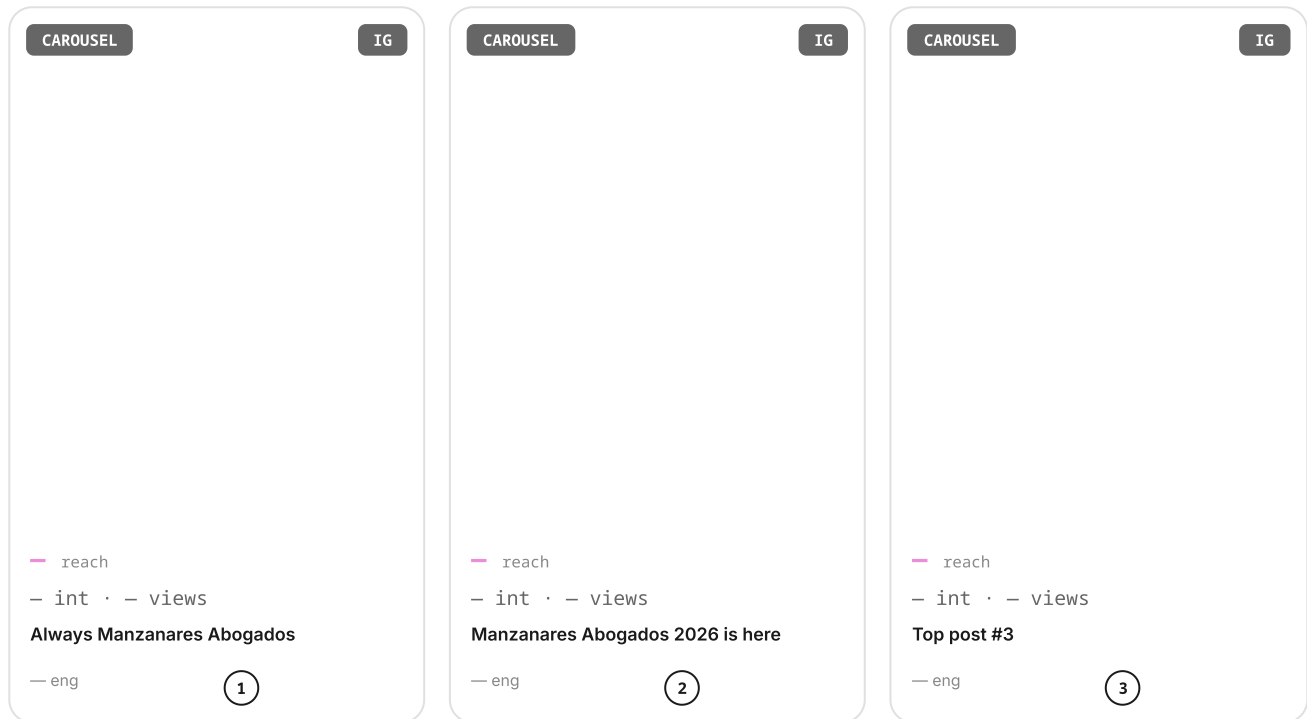 CAROUSEL IG
— reach
— int · — views
Always Manzanares Abogados
— eng 1
CAROUSEL IG
— reach
— int · — views
Manzanares Abogados 2026 is here
— eng 2
CAROUSEL IG
— reach
— int · — views
Top post #3
— eng 3